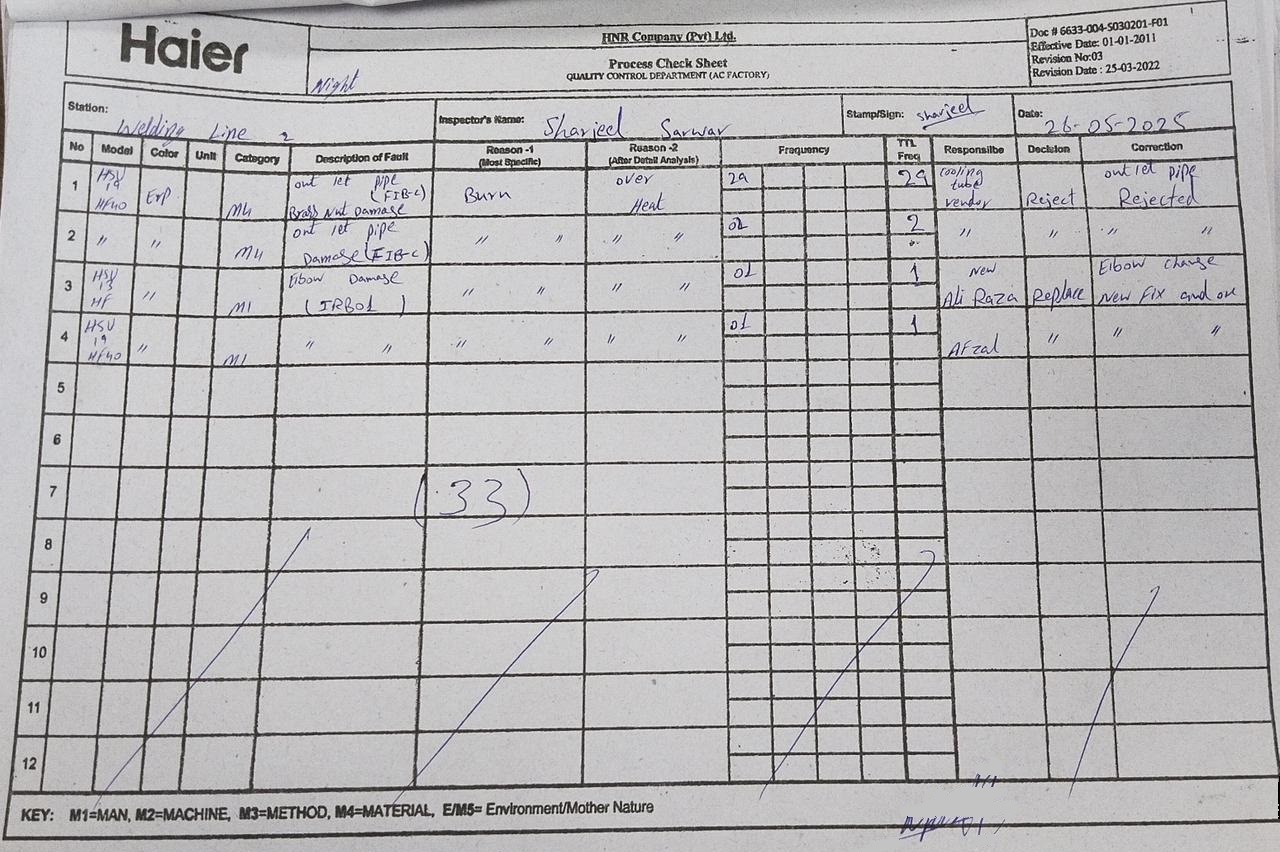 Haier
HNR Company (Pvt) Ltd.
Process Check Sheet
QUALITY CONTROL DEPARTMENT (AC FACTORY)
Night
Doc # 6633-004-S030201-F01
Effective Date: 01-01-2011
Revision No:03
Revision Date : 25-03-2022
Station: Welding Line 2
Inspector's Name: Sharjeel Sarwar
Stamp/Sign: sharjeel
Date: 26-05-2025
No Model Color Unit Category Description of Fault Reason -1 (Most Specific) Reason -2 (After Detail Analysis) Frequency TTL Freq Responsilbe Decision Correction
1 HSU 19 HF40 ErP M4 out let pipe (FIB-C) Brass Nut Damage Burn over Heat 29 29 cooling tube vendor Reject out let pipe Rejected
2 " " M4 out let pipe Damage (FIB-C) " " " " 02 2 " " " "
3 HSU 13 HF " M1 Elbow Damage (IRB01) " " " " 01 1 New Ali Raza Replace Elbow change New Fix and
4 HSU 19 HF40 " M1 " " " " " " 01 1 Afzal " " "
5
6
7 (33)
8
9
10
11
12
KEY: M1=MAN, M2=MACHINE, M3=METHOD, M4=MATERIAL, E/M5= Environment/Mother Nature